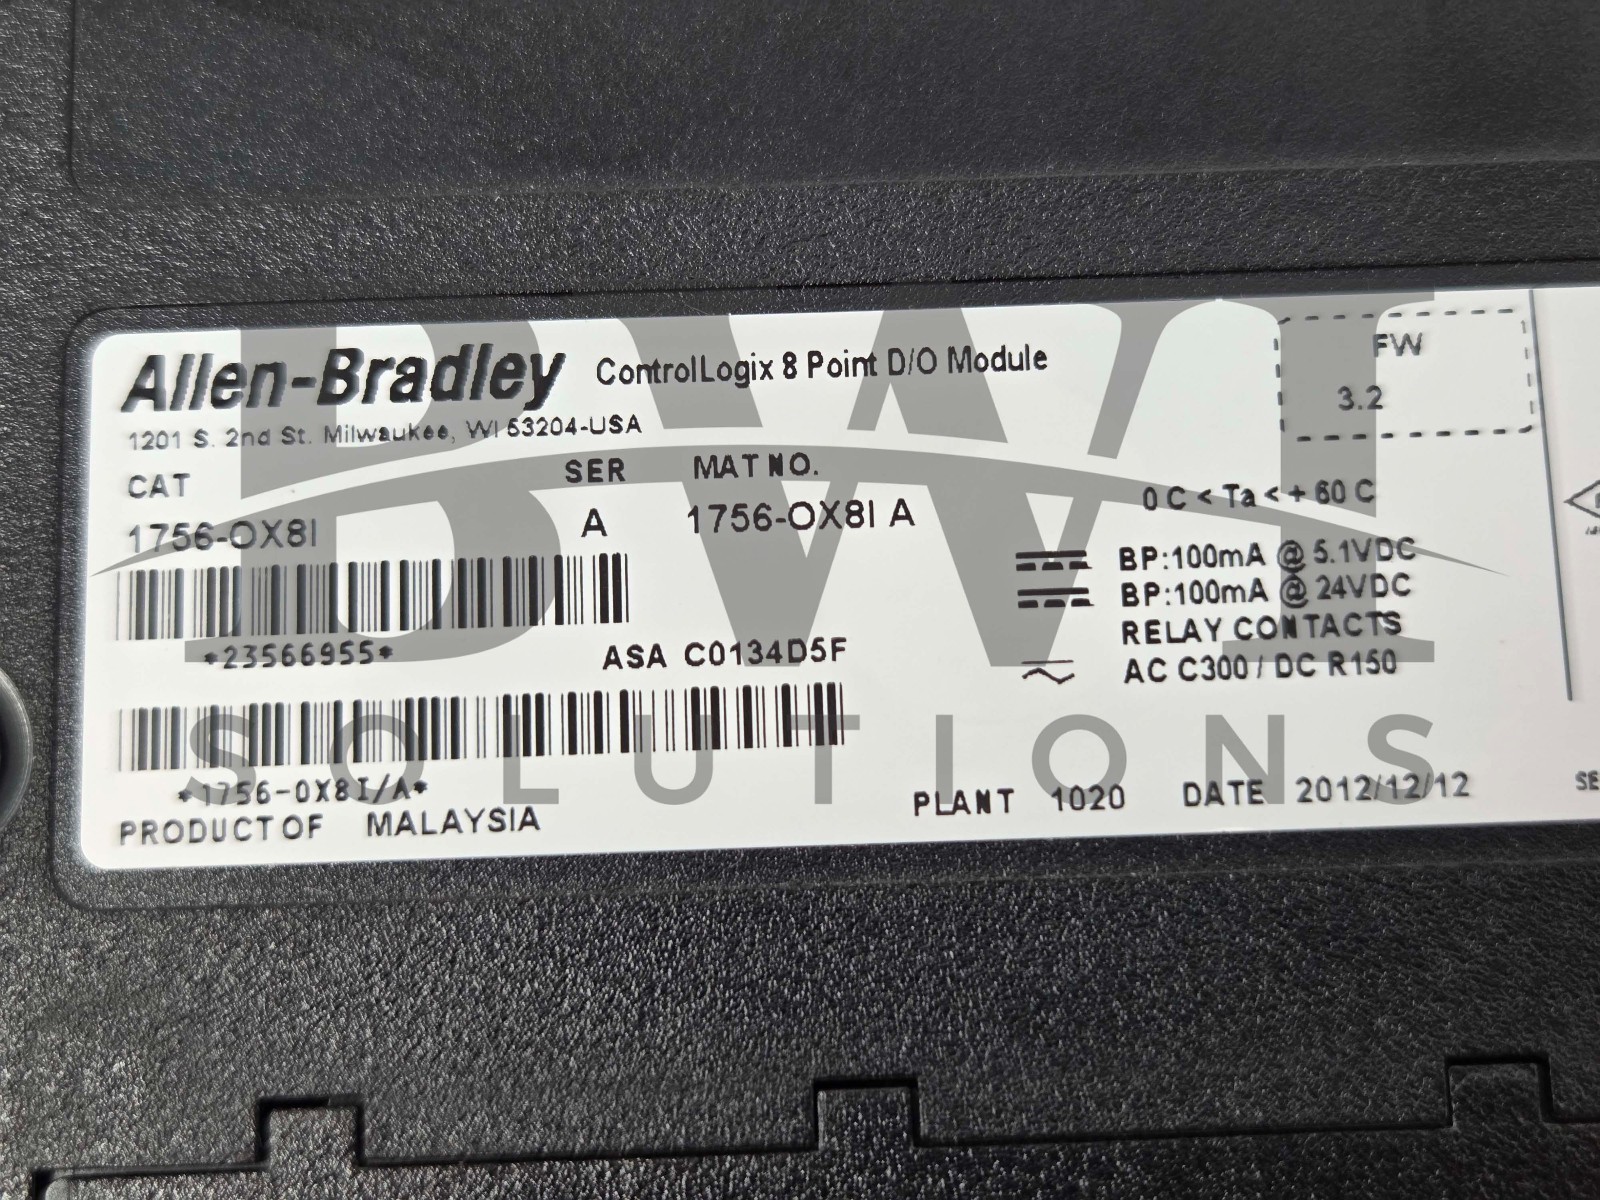 Allen-Bradley ControlLogix 8 Point D/O Module
1201 S. 2nd St. Milwaukee, WI 53204-USA
FW
3.2
CAT SER MAT NO.
1756-OX8I A 1756-OX8I A
0 C < Ta < + 60 C
BP:100mA @ 5.1VDC
BP:100mA @ 24VDC
RELAY CONTACTS
AC C300 / DC R150
*23566955* ASA C0134D5F
*1756-OX8I/A*
PRODUCT OF MALAYSIA
PLANT 1020 DATE 2012/12/12
BWI
SOLUTIONS